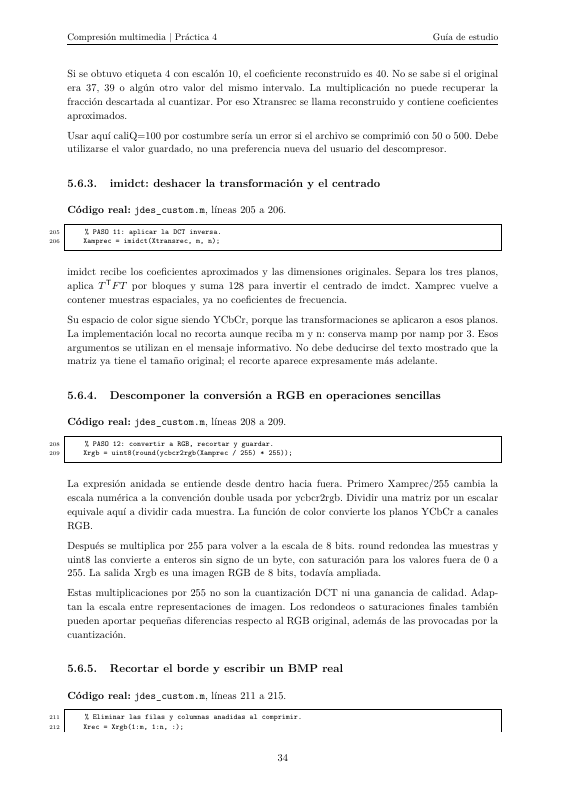 Compresión multimedia | Práctica 4 Guía de estudio
Si se obtuvo etiqueta 4 con escalón 10, el coeficiente reconstruido es 40. No se sabe si el original
era 37, 39 o algún otro valor del mismo intervalo. La multiplicación no puede recuperar la
fracción descartada al cuantizar. Por eso Xtransrec se llama reconstruido y contiene coeficientes
aproximados.
Usar aquí caliQ=100 por costumbre sería un error si el archivo se comprimió con 50 o 500. Debe
utilizarse el valor guardado, no una preferencia nueva del usuario del descompresor.
5.6.3. imidct: deshacer la transformación y el centrado
Código real: jdes_custom.m, líneas 205 a 206.
205 % PASO 11: aplicar la DCT inversa.
206 Xamprec = imidct(Xtransrec, m, n);
imidct recibe los coeficientes aproximados y las dimensiones originales. Separa los tres planos,
aplica TᵀFT por bloques y suma 128 para invertir el centrado de imdct. Xamprec vuelve a
contener muestras espaciales, ya no coeficientes de frecuencia.
Su espacio de color sigue siendo YCbCr, porque las transformaciones se aplicaron a esos planos.
La implementación local no recorta aunque reciba m y n: conserva mamp por namp por 3. Esos
argumentos se utilizan en el mensaje informativo. No debe deducirse del texto mostrado que la
matriz ya tiene el tamaño original; el recorte aparece expresamente más adelante.
5.6.4. Descomponer la conversión a RGB en operaciones sencillas
Código real: jdes_custom.m, líneas 208 a 209.
208 % PASO 12: convertir a RGB, recortar y guardar.
209 Xrgb = uint8(round(ycbcr2rgb(Xamprec / 255) * 255));
La expresión anidada se entiende desde dentro hacia fuera. Primero Xamprec/255 cambia la
escala numérica a la convención double usada por ycbcr2rgb. Dividir una matriz por un escalar
equivale aquí a dividir cada muestra. La función de color convierte los planos YCbCr a canales
RGB.
Después se multiplica por 255 para volver a la escala de 8 bits. round redondea las muestras y
uint8 las convierte a enteros sin signo de un byte, con saturación para los valores fuera de 0 a
255. La salida Xrgb es una imagen RGB de 8 bits, todavía ampliada.
Estas multiplicaciones por 255 no son la cuantización DCT ni una ganancia de calidad. Adap-
tan la escala entre representaciones de imagen. Los redondeos o saturaciones finales también
pueden aportar pequeñas diferencias respecto al RGB original, además de las provocadas por la
cuantización.
5.6.5. Recortar el borde y escribir un BMP real
Código real: jdes_custom.m, líneas 211 a 215.
211 % Eliminar las filas y columnas anadidas al comprimir.
212 Xrec = Xrgb(1:m, 1:n, :);
34